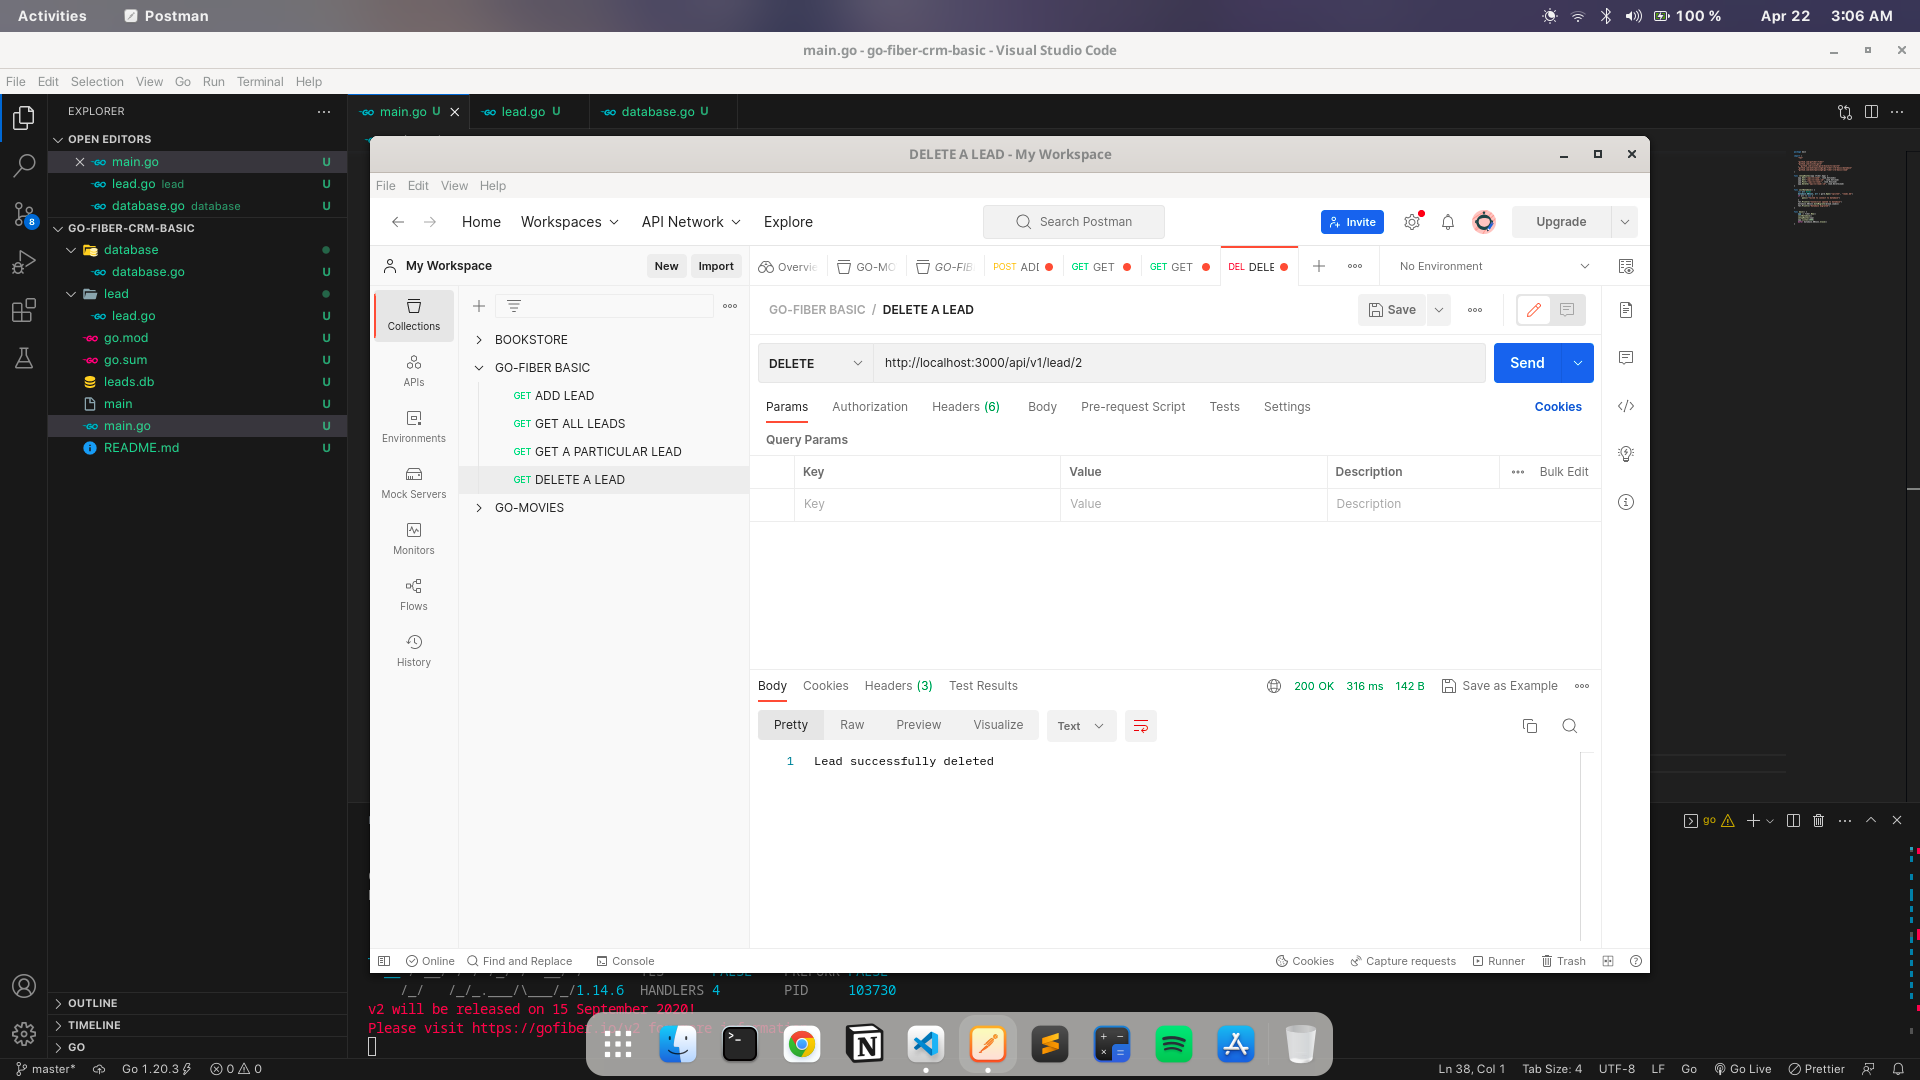 Activities
Postman
100 %
Apr 22 3:06 AM
main.go - go-fiber-crm-basic - Visual Studio Code
File Edit Selection View Go Run Terminal Help
EXPLORER
main.go U
lead.go U
database.go U
OPEN EDITORS
main.go U
lead.go lead U
database.go database U
GO-FIBER-CRM-BASIC
database
database.go U
lead
lead.go U
go.mod U
go.sum U
leads.db U
main U
main.go U
README.md U
8
OUTLINE
TIMELINE
GO
DELETE A LEAD - My Workspace
File Edit View Help
Home Workspaces API Network Explore
Search Postman
Invite
Upgrade
My Workspace
New Import
Overvie
GO-MO
GO-FIB
POST ADD
GET GET
GET GET
DEL DELE
No Environment
Collections
APIs
Environments
Mock Servers
Monitors
Flows
History
BOOKSTORE
GO-FIBER BASIC
GET ADD LEAD
GET GET ALL LEADS
GET GET A PARTICULAR LEAD
GET DELETE A LEAD
GO-MOVIES
GO-FIBER BASIC / DELETE A LEAD
Save
DELETE http://localhost:3000/api/v1/lead/2
Send
Params Authorization Headers (6) Body Pre-request Script Tests Settings Cookies
Query Params
Key Value Description Bulk Edit
Key Value Description
Body Cookies Headers (3) Test Results
200 OK 316 ms 142 B Save as Example
Pretty Raw Preview Visualize Text
1 Lead successfully deleted
Online Find and Replace Console
Cookies Capture requests Runner Trash
go
1.14.6 HANDLERS 4 PID 103730
v2 will be released on 15 September 2020!
Please visit https://gofiber.io/v2
master* Go 1.20.3 0 0
Ln 38, Col 1 Tab Size: 4 UTF-8 LF Go Go Live Prettier